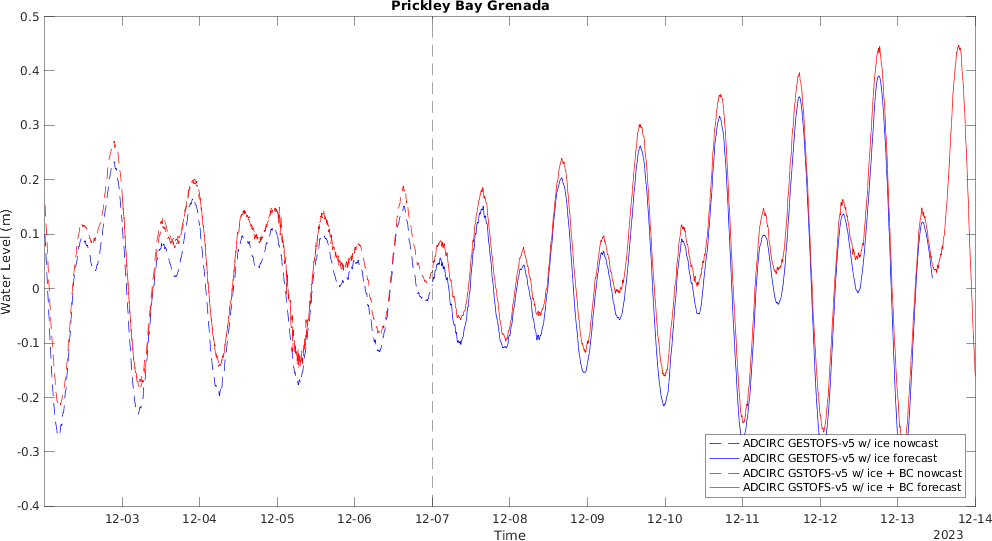 Prickley Bay Grenada
0.5
0.4
0.3
0.2
0.1
0
-0.1
-0.2
-0.3
-0.4
Water Level (m)
ADCIRC GESTOFS-v5 w/ ice nowcast
ADCIRC GESTOFS-v5 w/ ice forecast
ADCIRC GSTOFS-v5 w/ ice + BC nowcast
ADCIRC GSTOFS-v5 w/ ice + BC forecast
12-03 12-04 12-05 12-06 12-07 12-08 12-09 12-10 12-11 12-12 12-13 12-14
Time
2023